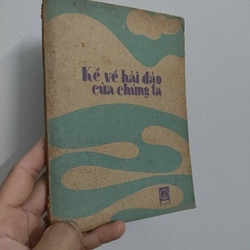 Kể về hải đảo
của chúng ta